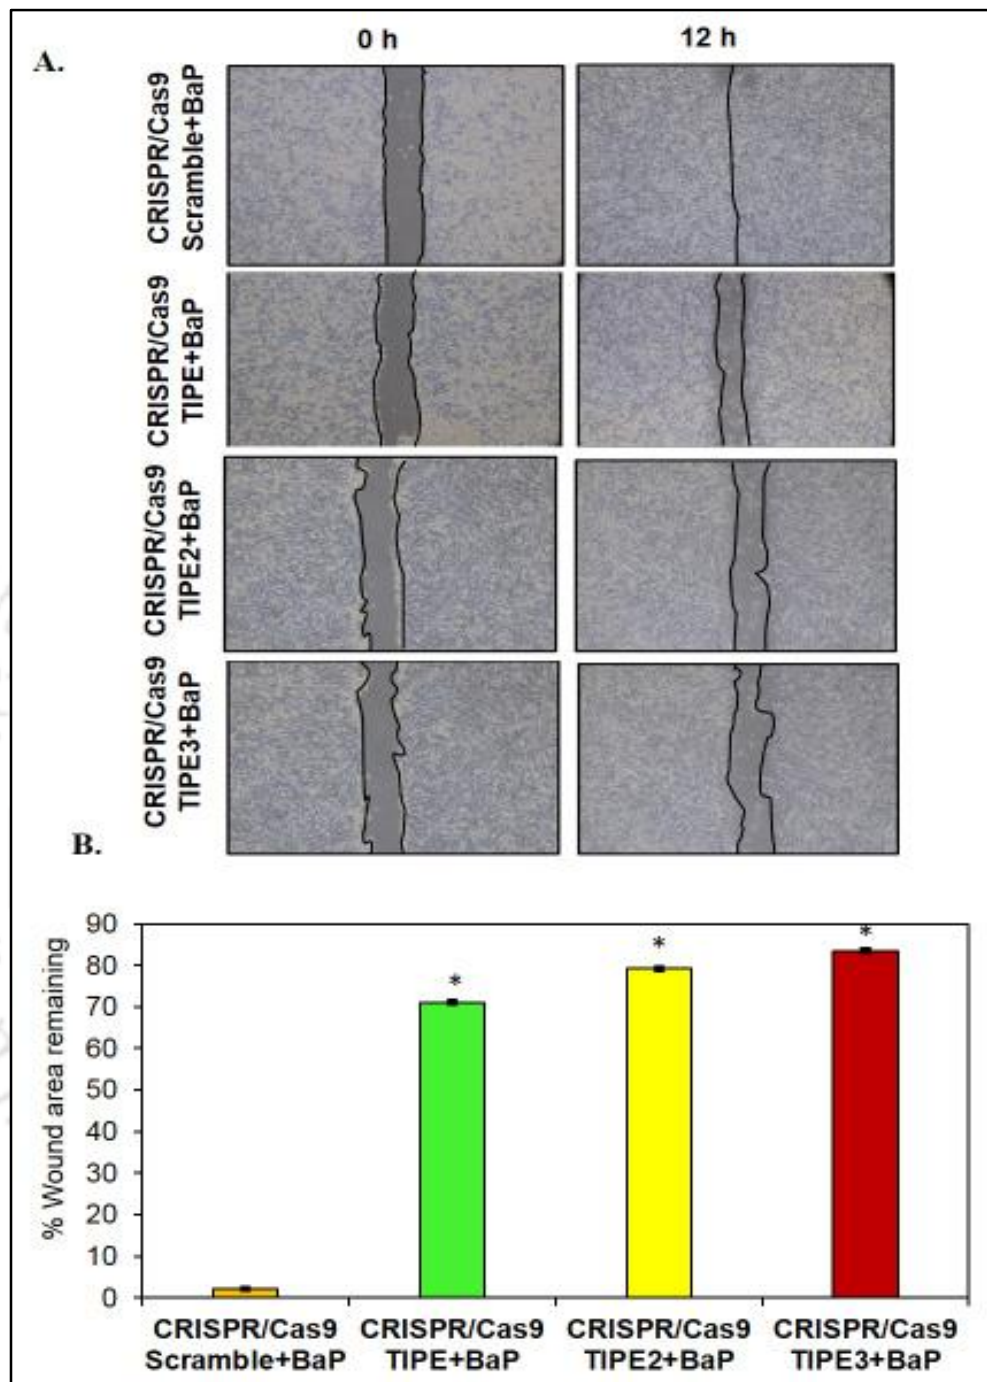 0 h
12 h
A.
CRISPR/Cas9
Scramble+BaP
CRISPR/Cas9
TIPE+BaP
CRISPR/Cas9
TIPE2+BaP
CRISPR/Cas9
TIPE3+BaP
B.
% Wound area remaining
90
80
70
60
50
40
30
20
10
0
*
*
*
CRISPR/Cas9
Scramble+BaP
CRISPR/Cas9
TIPE+BaP
CRISPR/Cas9
TIPE2+BaP
CRISPR/Cas9
TIPE3+BaP